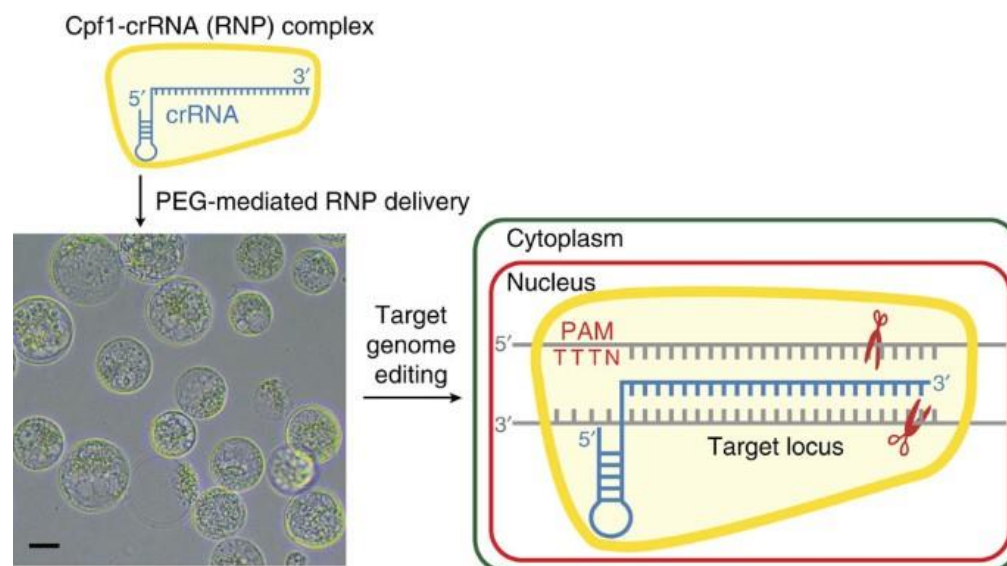 Cpf1-crRNA (RNP) complex
3′
5′
crRNA
PEG-mediated RNP delivery
Target
genome
editing
Cytoplasm
Nucleus
PAM
5′
TTTN
3′
3′
5′
Target locus